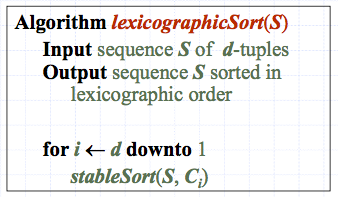 Algorithm lexicographicSort(S)
Input sequence S of d-tuples
Output sequence S sorted in
lexicographic order
for i ← d downto 1
stableSort(S, Ci)